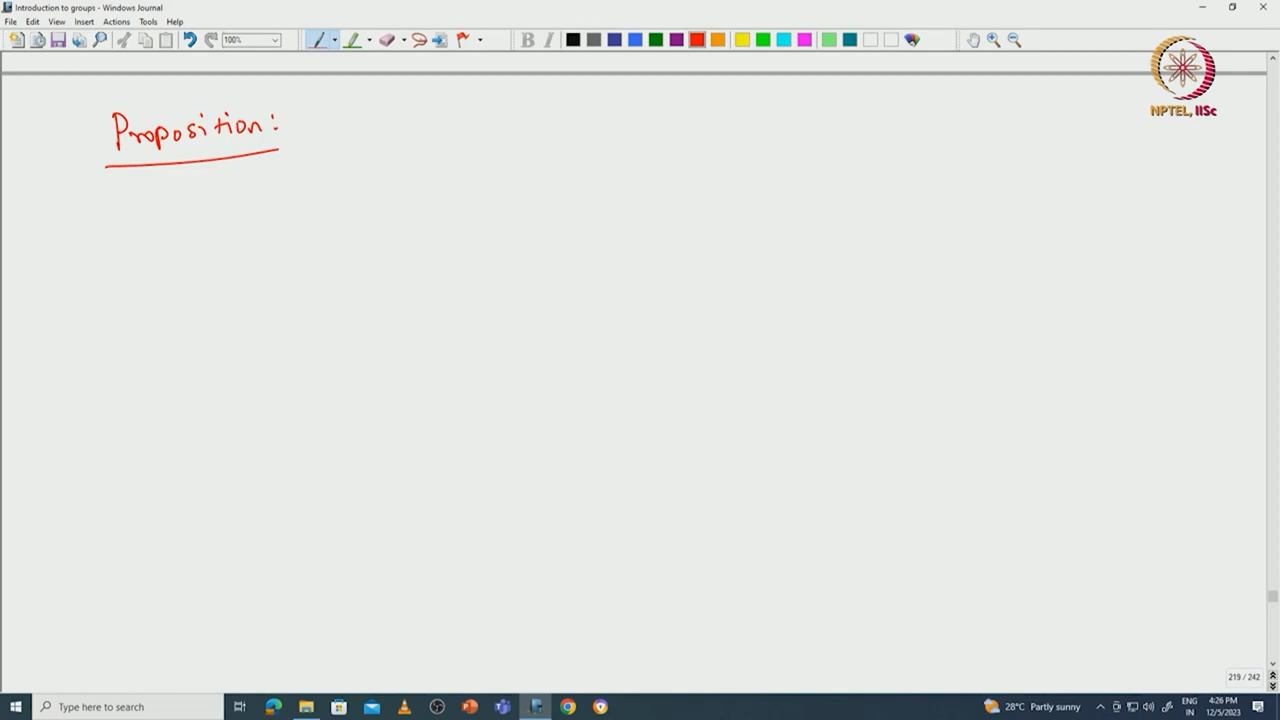 Introduction to groups - Windows Journal
File Edit View Insert Actions Tools Help
100%
B I
NPTEL, IISc
Proposition:
219 / 242
Type here to search
28°C Partly sunny
ENG
IN
4:26 PM
12/5/2023